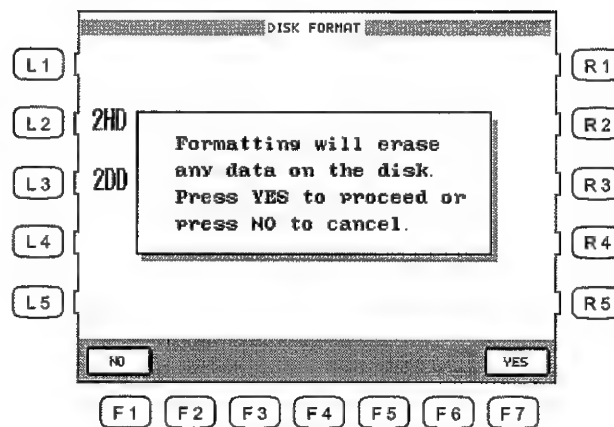 DISK FORMAT
L1
R1
L2
2HD
R2
Formatting will erase
any data on the disk.
L3
2DD
R3
Press YES to proceed or
press NO to cancel.
L4
R4
L5
R5
NO
YES
F1 F2 F3 F4 F5 F6 F7